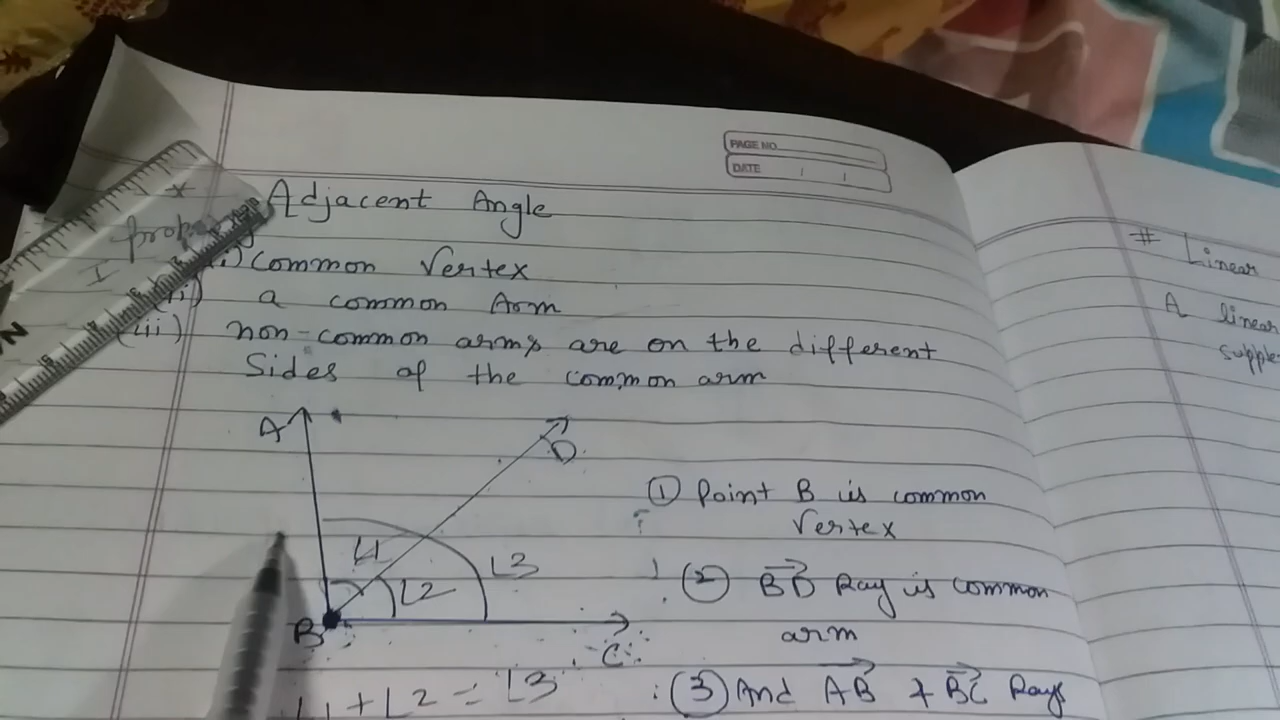 PAGE NO.
DATE / /
Adjacent Angle
*
I
i) Common Vertex
(ii) a common Arm
(iii) non-common arms are on the different
Sides of the common arm
A
D
∠1
∠2
∠3
B
C
① Point B is common
Vertex
② BD Ray is common
arm
③ And AB & BC Rays
∠1 + ∠2 = ∠3
# Linear
A linear